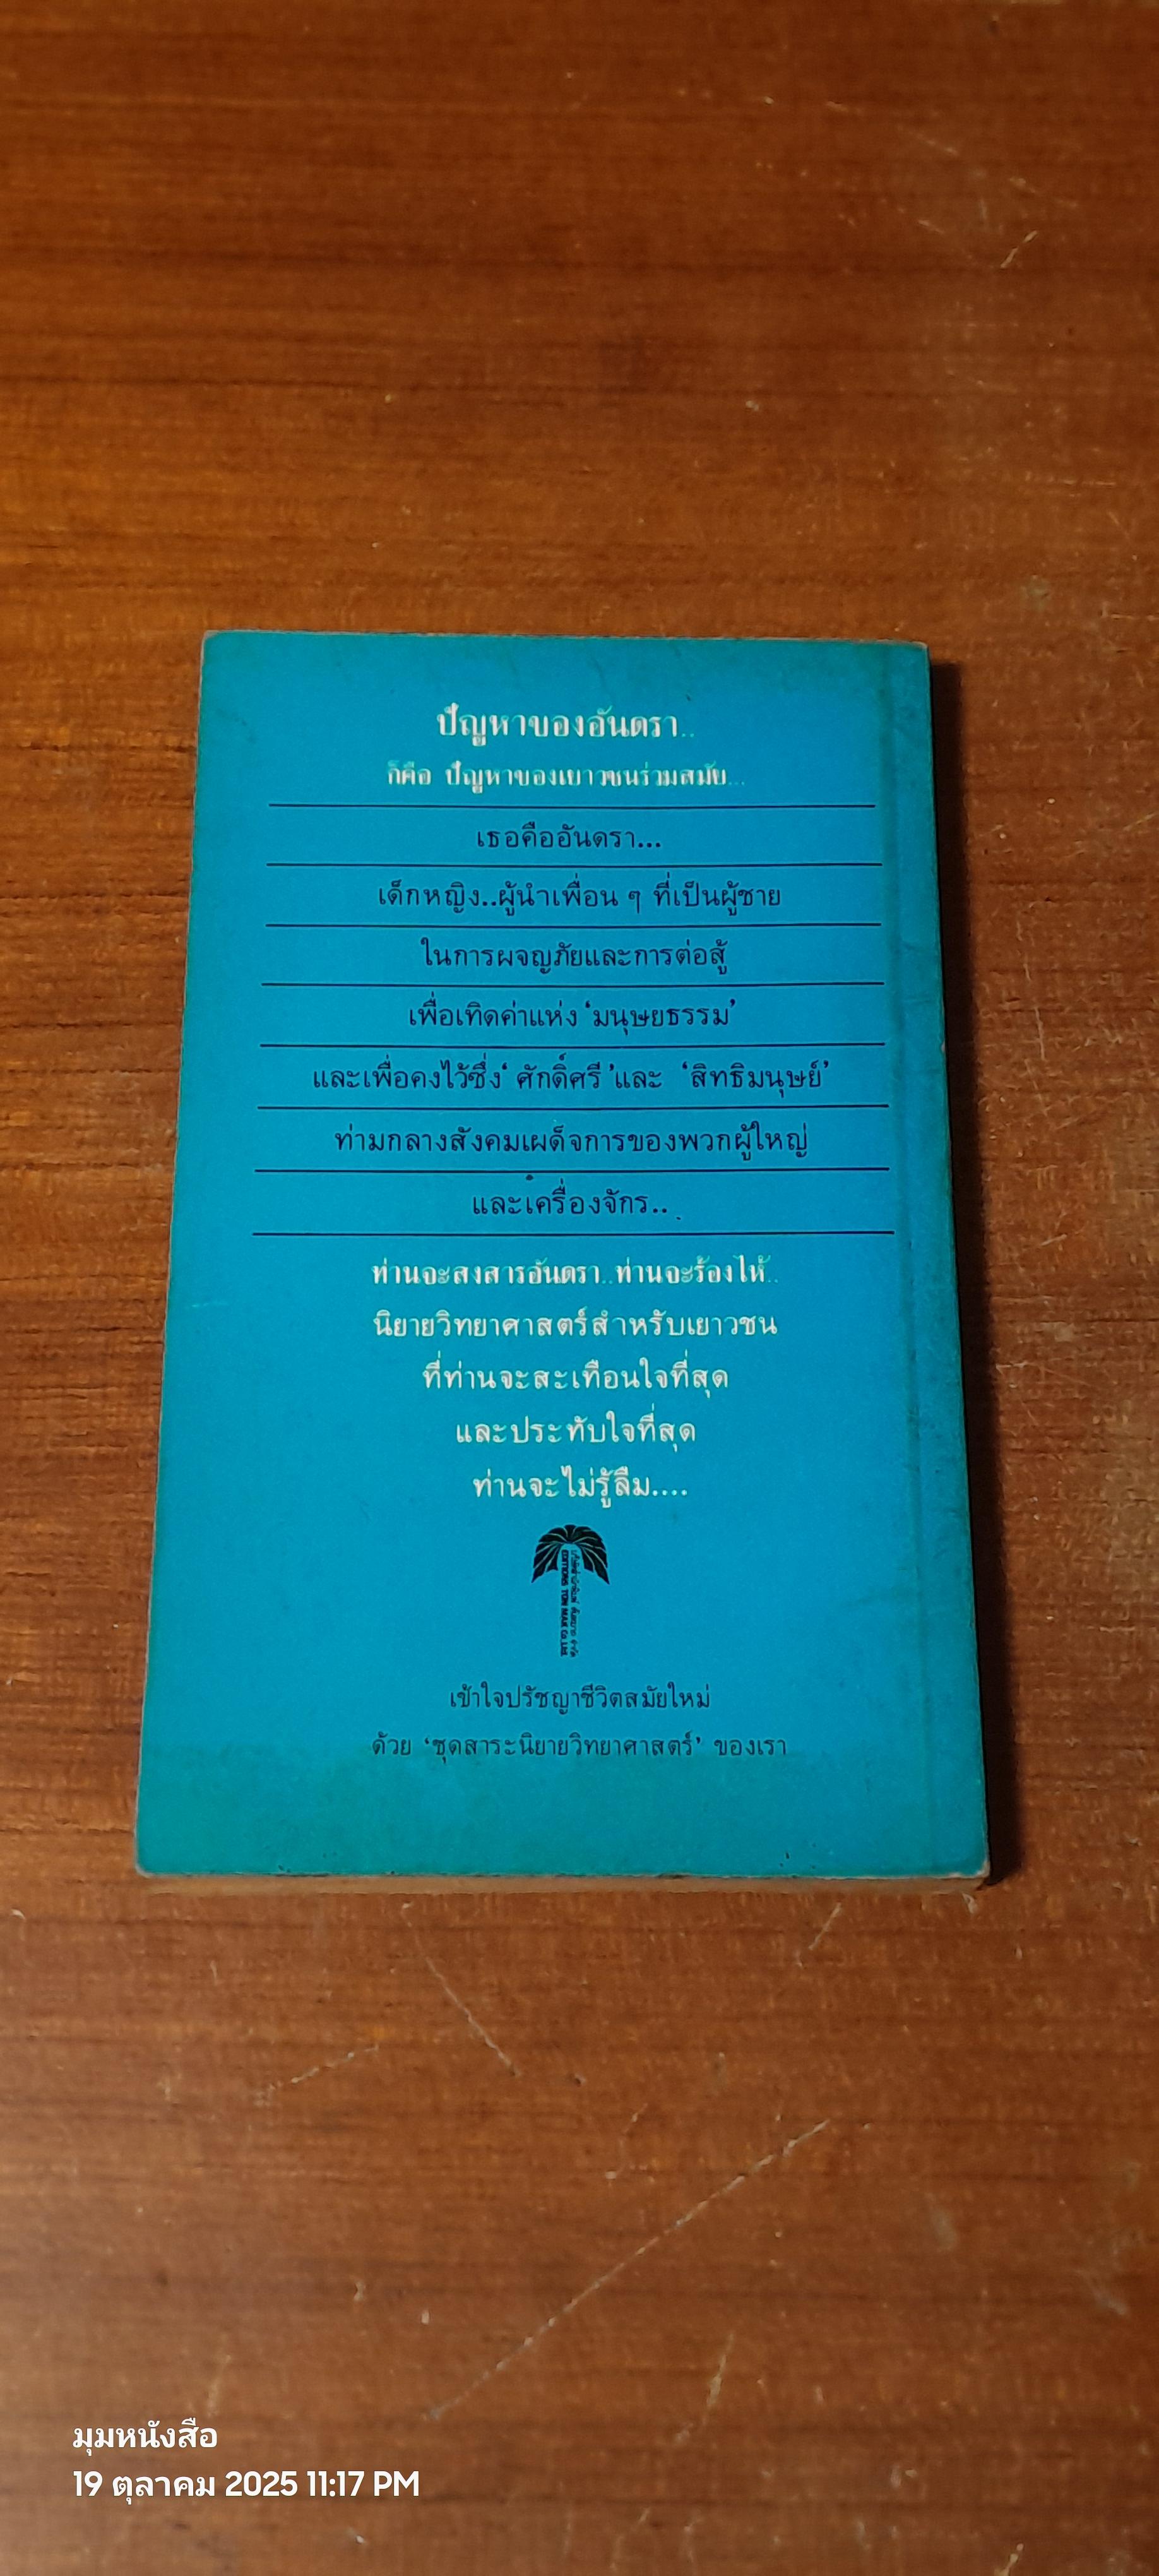 ปัญหาของอันดรา..
ก็คือ ปัญหาของเยาวชนร่วมสมัย...
เธอคืออันดรา...
เด็กหญิง..ผู้นำเพื่อน ๆ ที่เป็นผู้ชาย
ในการผจญภัยและการต่อสู้
เพื่อเทิดค่าแห่ง ‘มนุษยธรรม’
และเพื่อคงไว้ซึ่ง ‘ศักดิ์ศรี’ และ ‘สิทธิมนุษย์’
ท่ามกลางสังคมเผด็จการของพวกผู้ใหญ่
และเครื่องจักร..
ท่านจะสงสารอันดรา..ท่านจะร้องไห้..
นิยายวิทยาศาสตร์สำหรับเยาวชน
ที่ท่านจะสะเทือนใจที่สุด
และประทับใจที่สุด
ท่านจะไม่รู้ลืม....
EDITIONS TON MAK Co. Ltd.
เข้าใจปรัชญาชีวิตสมัยใหม่
ด้วย ‘ชุดสาระนิยายวิทยาศาสตร์’ ของเรา
มุมหนังสือ
19 ตุลาคม 2025 11:17 PM